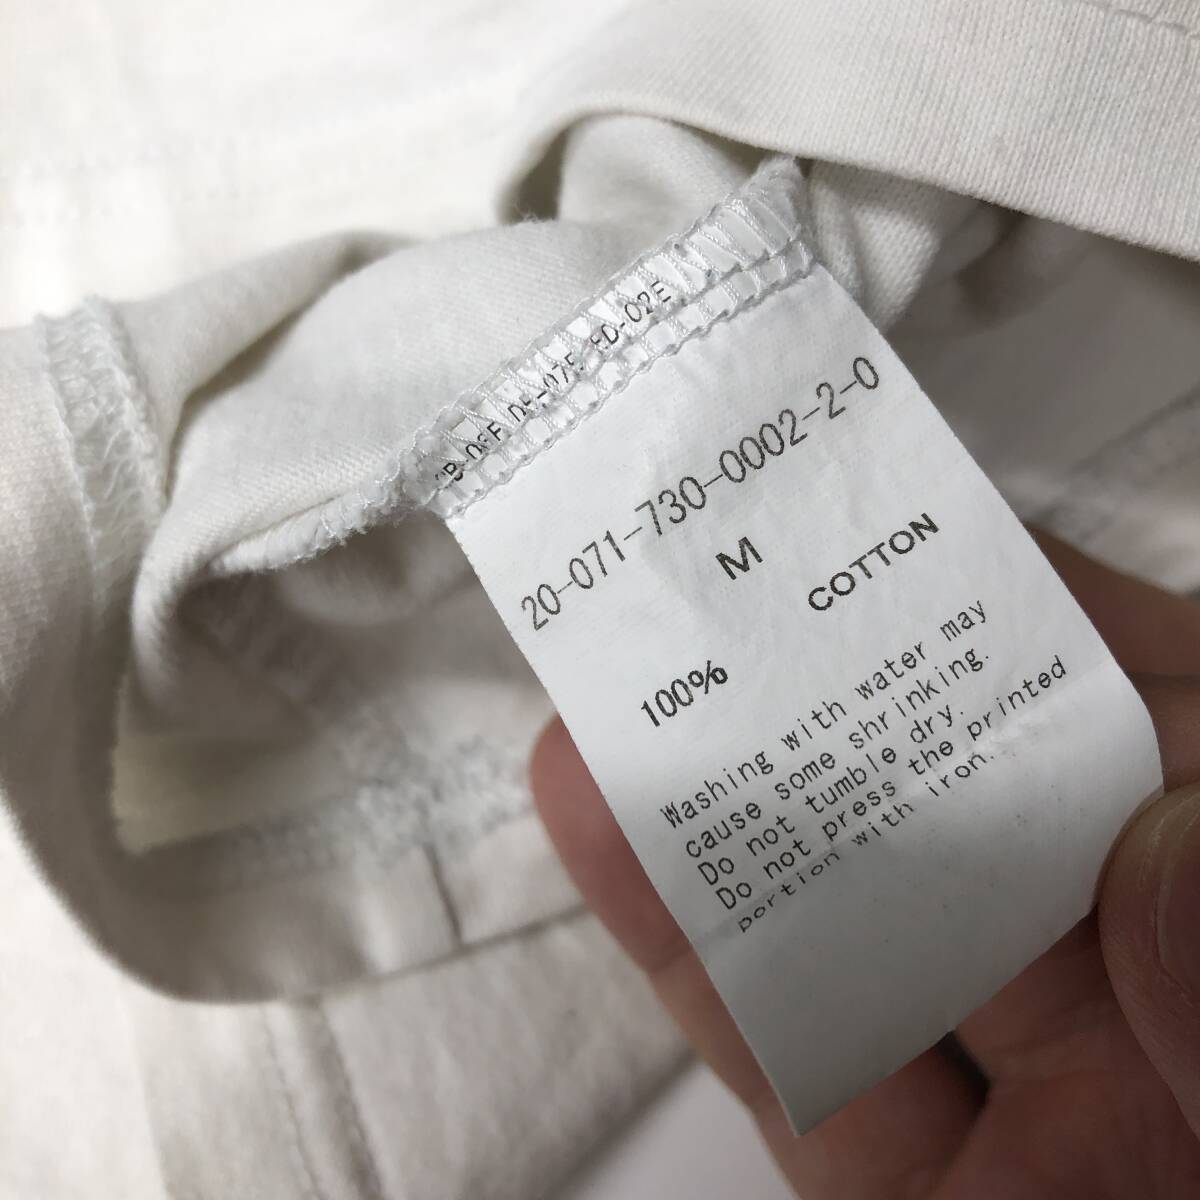 20-071-730-0002-2-0
M
100% COTTON
Washing with water may
cause some shrinking.
Do not tumble dry.
Do not press the printed
portion with iron.